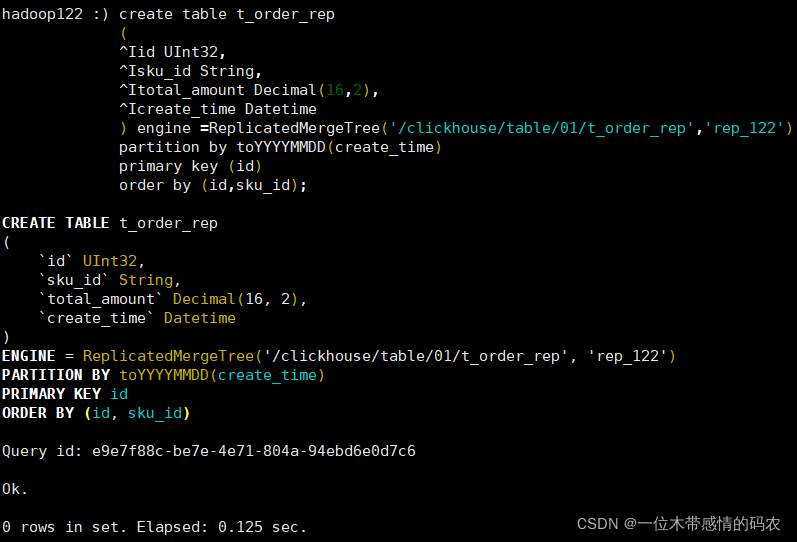 hadoop122 :) create table t_order_rep
(
^Iid UInt32,
^Isku_id String,
^Itotal_amount Decimal(16,2),
^Icreate_time Datetime
) engine =ReplicatedMergeTree('/clickhouse/table/01/t_order_rep','rep_122')
partition by toYYYYMMDD(create_time)
primary key (id)
order by (id,sku_id);
CREATE TABLE t_order_rep
(
`id` UInt32,
`sku_id` String,
`total_amount` Decimal(16, 2),
`create_time` Datetime
)
ENGINE = ReplicatedMergeTree('/clickhouse/table/01/t_order_rep', 'rep_122')
PARTITION BY toYYYYMMDD(create_time)
PRIMARY KEY id
ORDER BY (id, sku_id)
Query id: e9e7f88c-be7e-4e71-804a-94ebd6e0d7c6
Ok.
0 rows in set. Elapsed: 0.125 sec.
CSDN @一位木带感情的码农